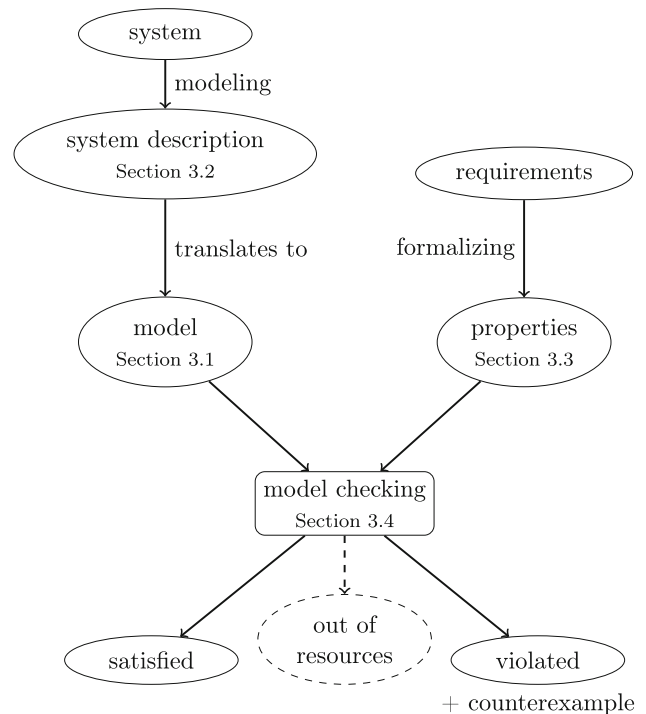 system
modeling
system description
Section 3.2
requirements
translates to
formalizing
model
Section 3.1
properties
Section 3.3
model checking
Section 3.4
out of
resources
satisfied
violated
+ counterexample